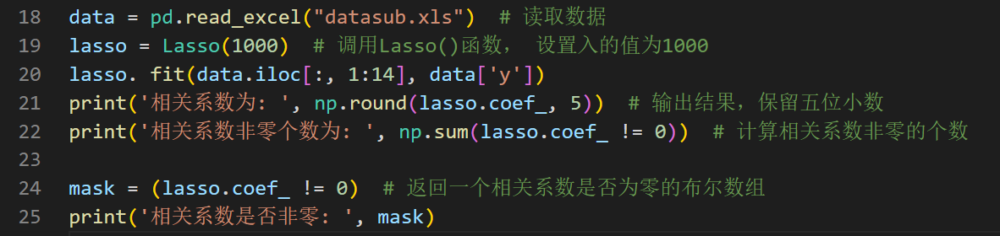 18 data = pd.read_excel("datasub.xls")  # 读取数据
19 lasso = Lasso(1000)  # 调用Lasso()函数， 设置入的值为1000
20 lasso. fit(data.iloc[:, 1:14], data['y'])
21 print('相关系数为: ', np.round(lasso.coef_, 5))  # 输出结果，保留五位小数
22 print('相关系数非零个数为: ', np.sum(lasso.coef_ != 0))  # 计算相关系数非零的个数
23
24 mask = (lasso.coef_ != 0)  # 返回一个相关系数是否为零的布尔数组
25 print('相关系数是否非零: ', mask)